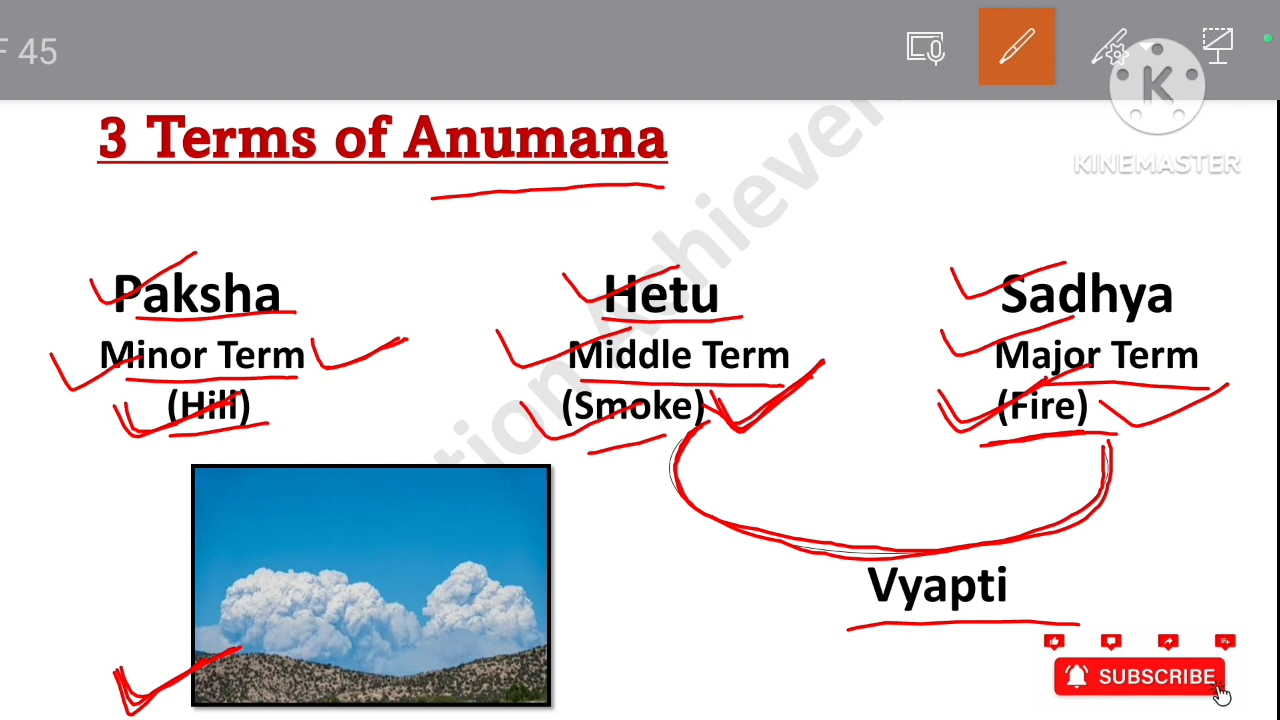 F 45
K
KINEMASTER
3 Terms of Anumana
Paksha
Hetu
Sadhya
Minor Term
Middle Term
Major Term
(Hill)
(Smoke)
(Fire)
Vyapti
SUBSCRIBE